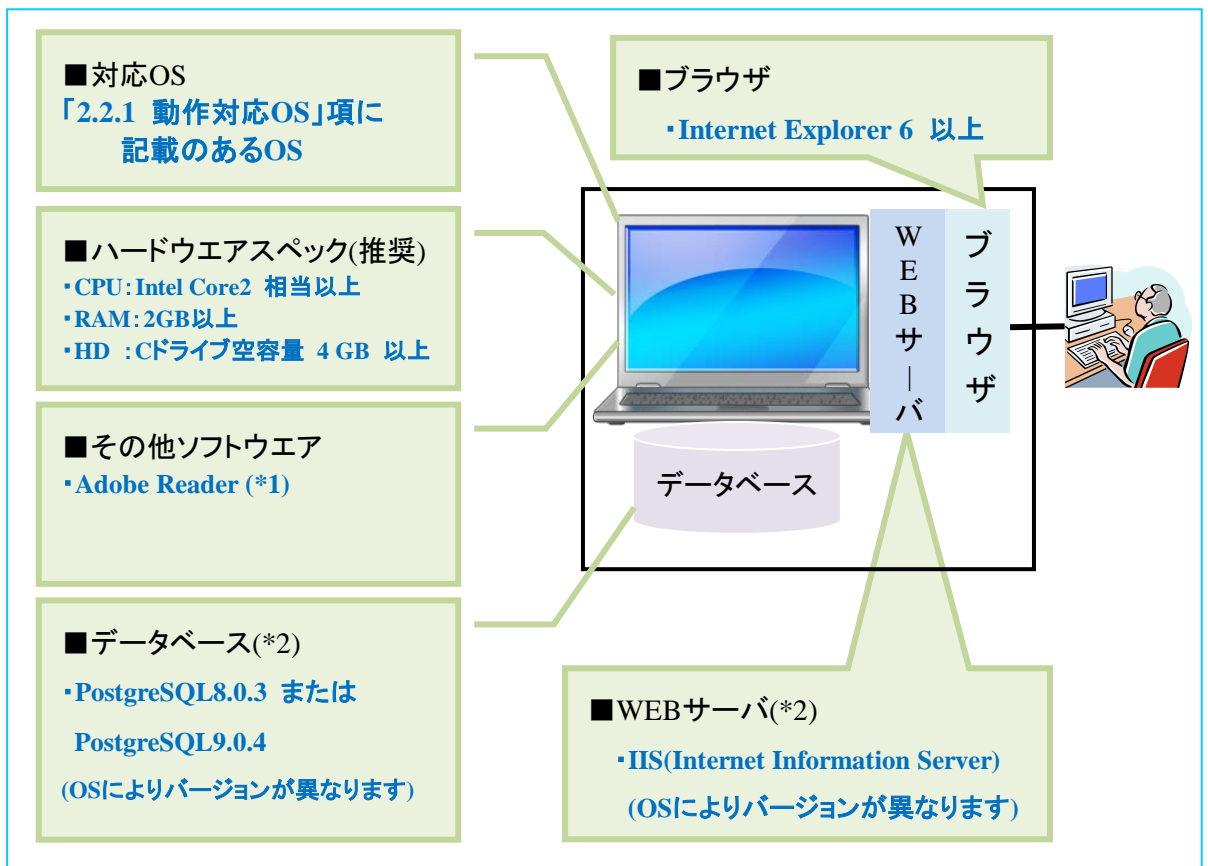 ■対応OS
「2.2.1 動作対応OS」項に
記載のあるOS
■ハードウエアスペック(推奨)
・CPU:Intel Core2 相当以上
・RAM:2GB以上
・HD :Cドライブ空容量 4 GB 以上
■その他ソフトウエア
・Adobe Reader (*1)
■データベース(*2)
・PostgreSQL8.0.3 または
PostgreSQL9.0.4
(OSによりバージョンが異なります)
■ブラウザ
・Internet Explorer 6 以上
WEBサーバ
ブラウザ
データベース
■WEBサーバ(*2)
・IIS(Internet Information Server)
(OSによりバージョンが異なります)